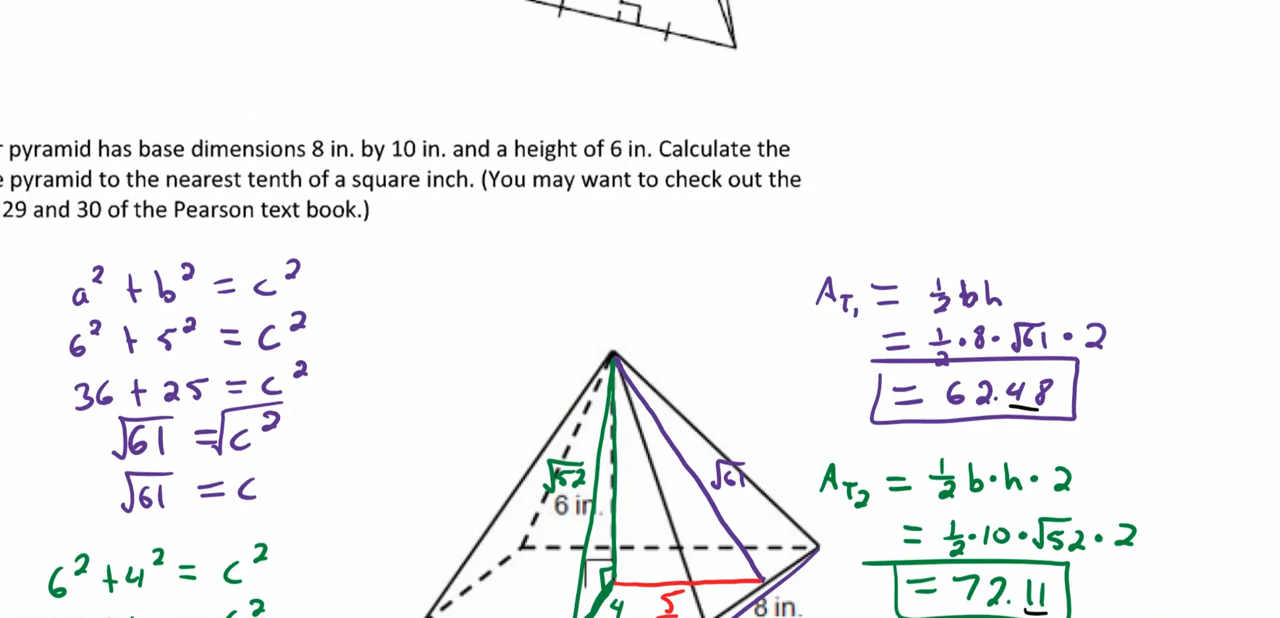 pyramid has base dimensions 8 in. by 10 in. and a height of 6 in. Calculate the
pyramid to the nearest tenth of a square inch. (You may want to check out the
29 and 30 of the Pearson text book.)
a² + b² = c²
6² + 5² = c²
36 + 25 = c²
√61 = √c²
√61 = c
6² + 4² = c²
c²
√52
6 in.
√61
4
5
8 in.
A_T₁ = ½bh
= ½·8·√61·2
= 62.48
A_T₂ = ½b·h·2
= ½·10·√52·2
= 72.11